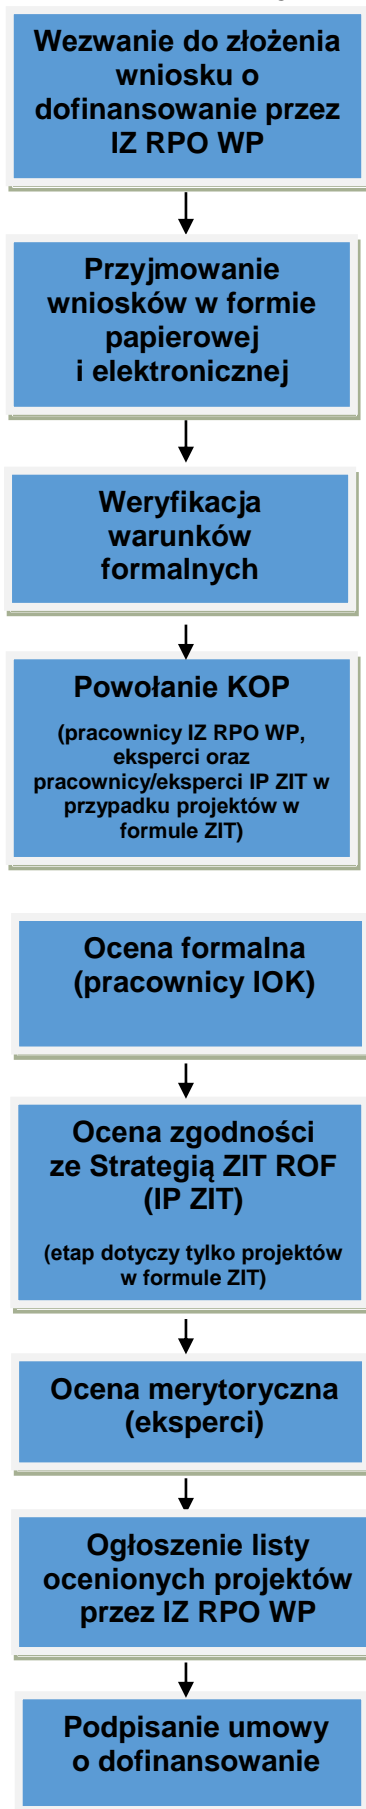 Wezwanie do złożenia
wniosku o
dofinansowanie przez
IZ RPO WP
Przyjmowanie
wniosków w formie
papierowej
i elektronicznej
Weryfikacja
warunków
formalnych
Powołanie KOP
(pracownicy IZ RPO WP,
eksperci oraz
pracownicy/eksperci IP ZIT w
przypadku projektów w
formule ZIT)
Ocena formalna
(pracownicy IOK)
Ocena zgodności
ze Strategią ZIT ROF
(IP ZIT)
(etap dotyczy tylko projektów
w formule ZIT)
Ocena merytoryczna
(eksperci)
Ogłoszenie listy
ocenionych projektów
przez IZ RPO WP
Podpisanie umowy
o dofinansowanie